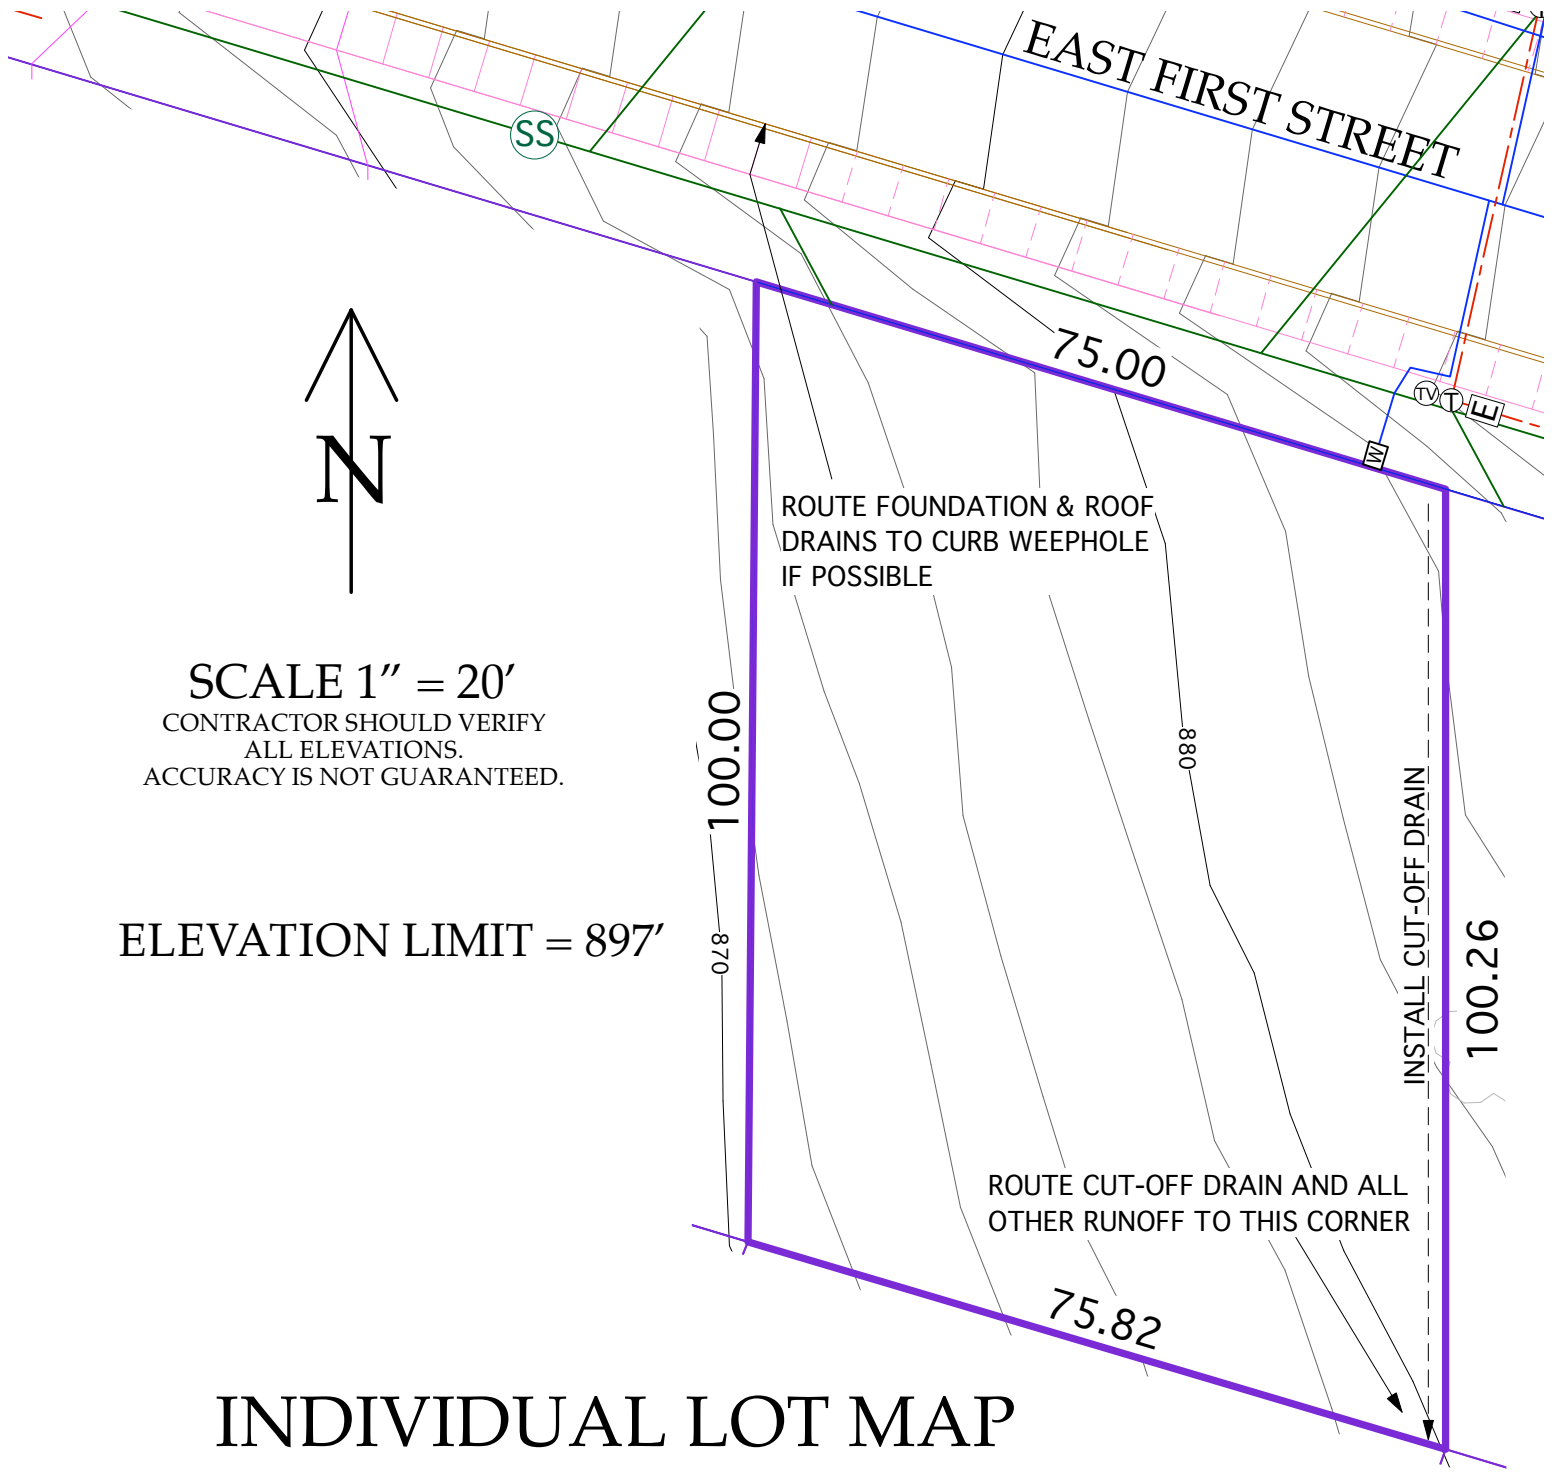 EAST FIRST STREET
SS
75.00
TV
T
E
W
N
ROUTE FOUNDATION & ROOF
DRAINS TO CURB WEEPHOLE
IF POSSIBLE
SCALE 1″ = 20′
CONTRACTOR SHOULD VERIFY
ALL ELEVATIONS.
ACCURACY IS NOT GUARANTEED.
100.00
880
INSTALL CUT-OFF DRAIN
100.26
ELEVATION LIMIT = 897′
870
ROUTE CUT-OFF DRAIN AND ALL
OTHER RUNOFF TO THIS CORNER
75.82
INDIVIDUAL LOT MAP